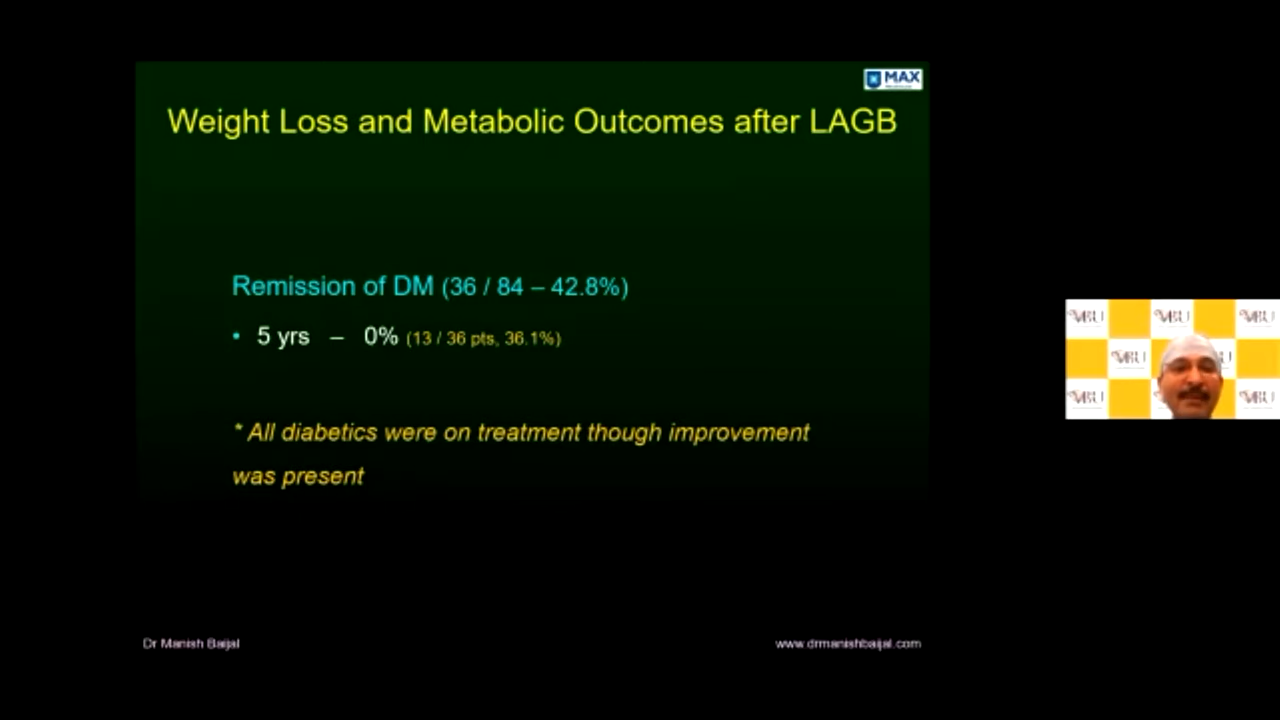 MAX
Weight Loss and Metabolic Outcomes after LAGB
Remission of DM (36 / 84 – 42.8%)
• 5 yrs – 0% (13 / 36 pts, 36.1%)
* All diabetics were on treatment though improvement
was present
Dr Manish Baijal
www.drmanishbaijal.com